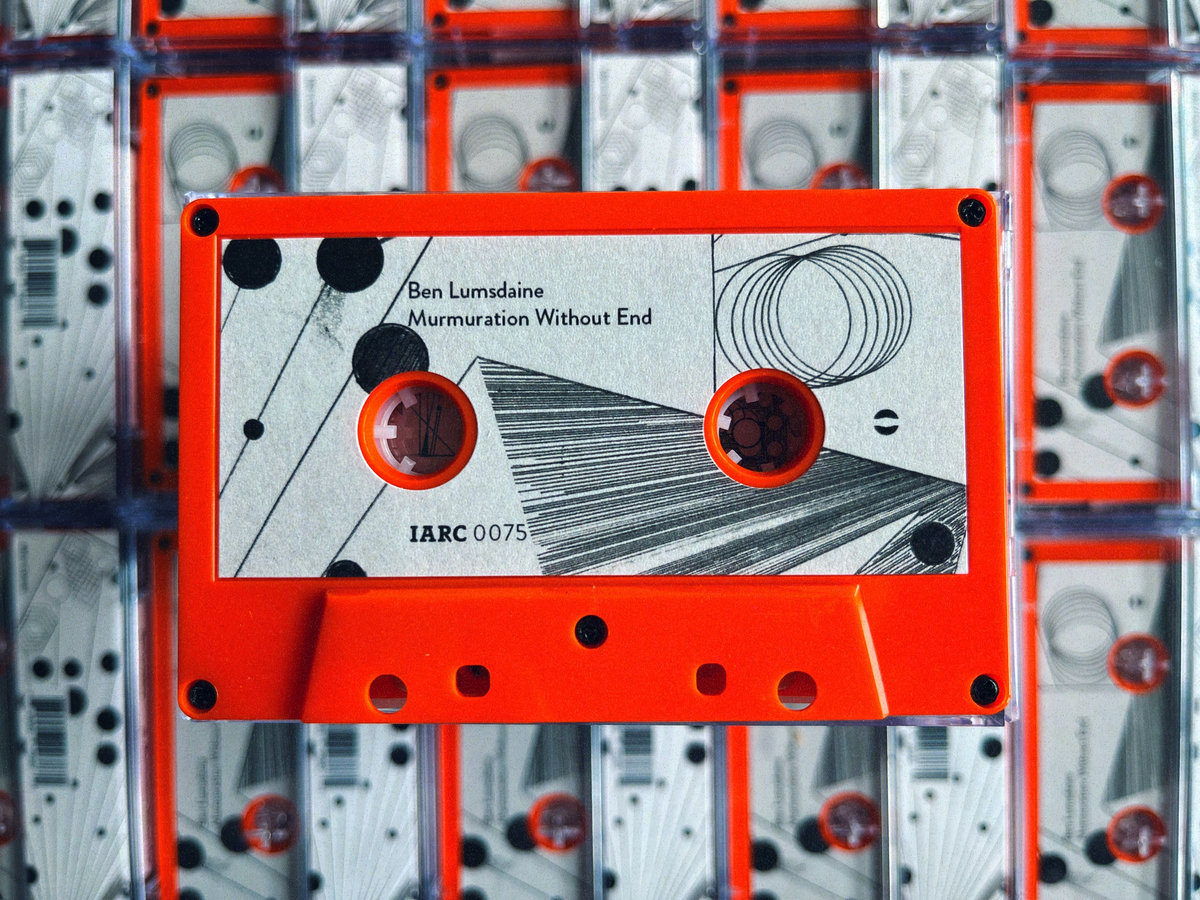 Ben Lumsdaine
Murmuration Without End
IARC 0075